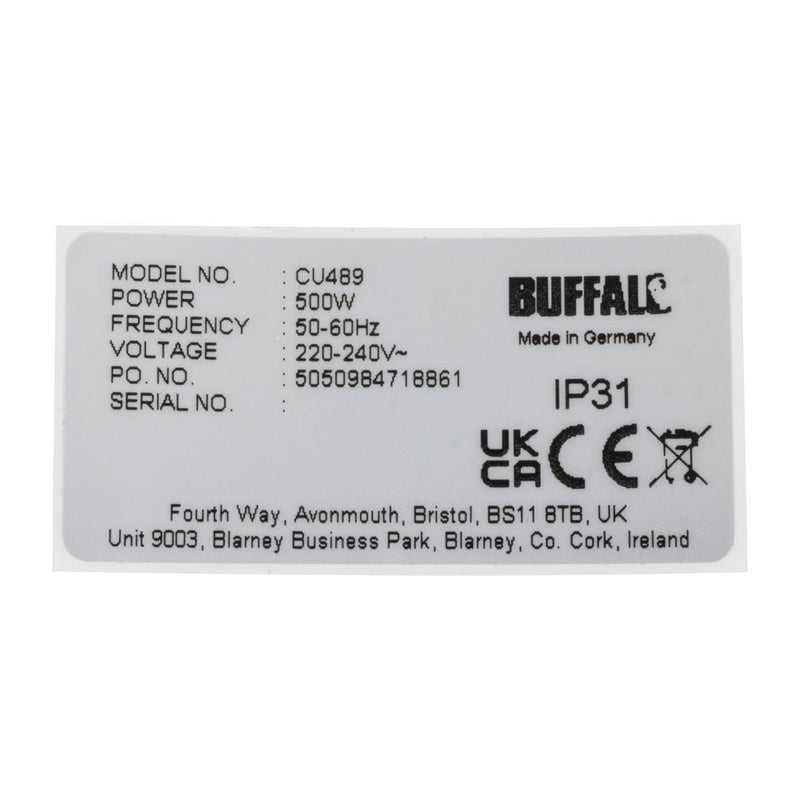 MODEL NO. : CU489
POWER : 500W
FREQUENCY : 50-60Hz
VOLTAGE : 220-240V~
PO. NO. : 5050984718861
SERIAL NO. :
BUFFALO
Made in Germany
IP31
UK
CA CE
Fourth Way, Avonmouth, Bristol, BS11 8TB, UK
Unit 9003, Blarney Business Park, Blarney, Co. Cork, Ireland